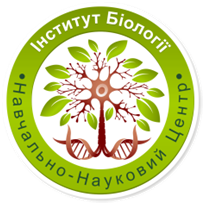 Інститут Біології
• Навчально-Науковий Центр •